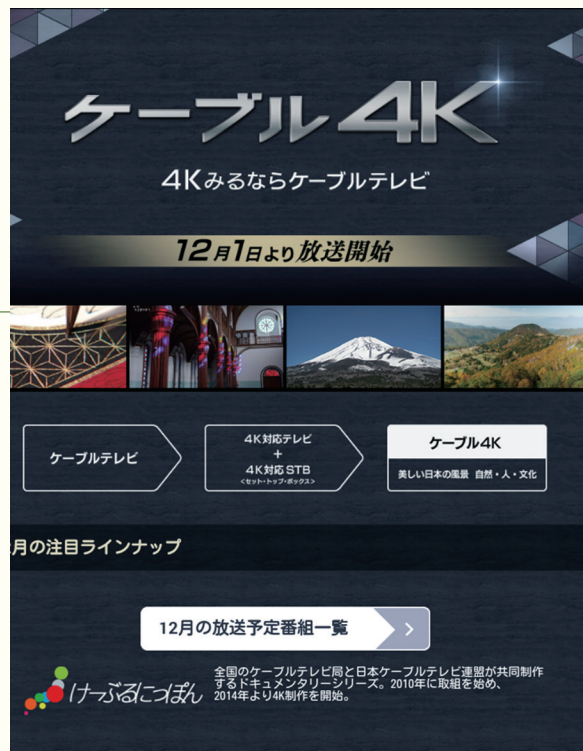 ケーブル4K
4Kみるならケーブルテレビ
12月1日より放送開始
ケーブルテレビ
4K対応テレビ
+
4K対応STB
<セット・トップ・ボックス>
ケーブル4K
美しい日本の風景 自然・人・文化
月の注目ラインナップ
12月の放送予定番組一覧
けーぶるにっぽん
全国のケーブルテレビ局と日本ケーブルテレビ連盟が共同制作
するドキュメンタリーシリーズ。2010年に取組を始め、
2014年より4K制作を開始。